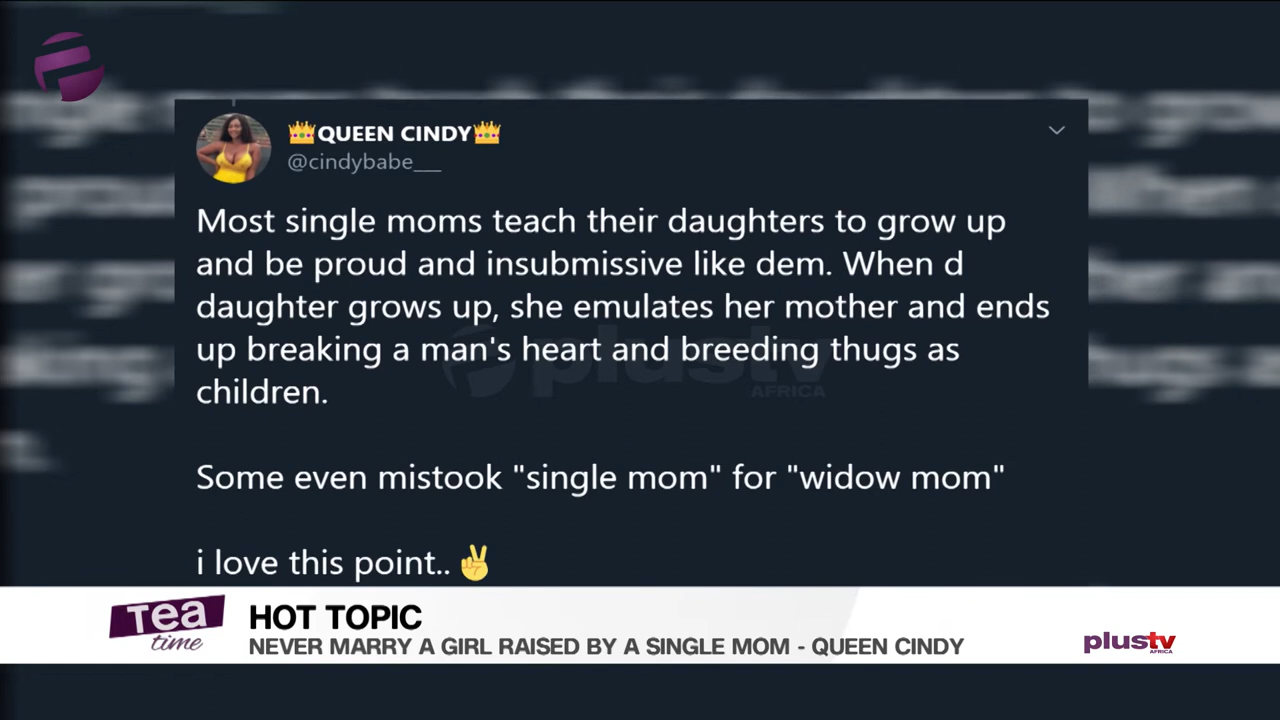 👑QUEEN CINDY👑
@cindybabe___
Most single moms teach their daughters to grow up
and be proud and insubmissive like dem. When d
daughter grows up, she emulates her mother and ends
up breaking a man's heart and breeding thugs as
children.
Some even mistook "single mom" for "widow mom"
i love this point.. ✌
plustv
AFRICA
Tea
time
HOT TOPIC
NEVER MARRY A GIRL RAISED BY A SINGLE MOM - QUEEN CINDY
plustv
AFRICA